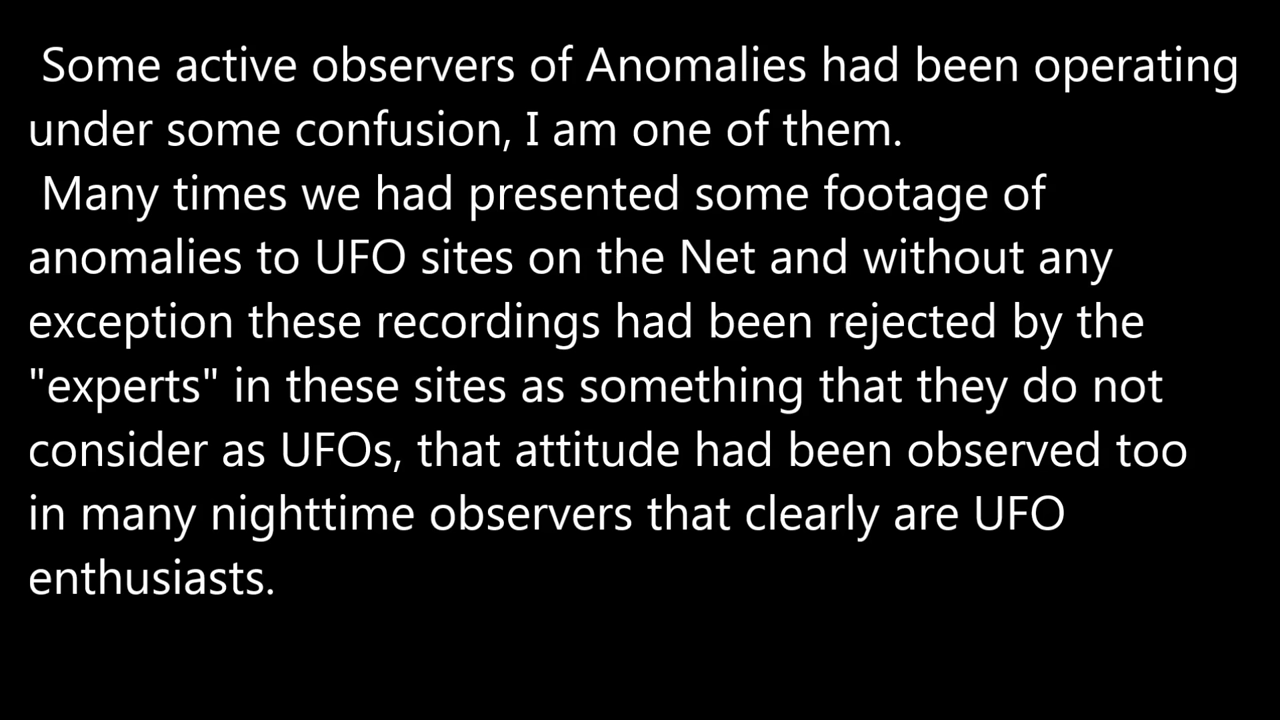 Some active observers of Anomalies had been operating
under some confusion, I am one of them.
Many times we had presented some footage of
anomalies to UFO sites on the Net and without any
exception these recordings had been rejected by the
"experts" in these sites as something that they do not
consider as UFOs, that attitude had been observed too
in many nighttime observers that clearly are UFO
enthusiasts.